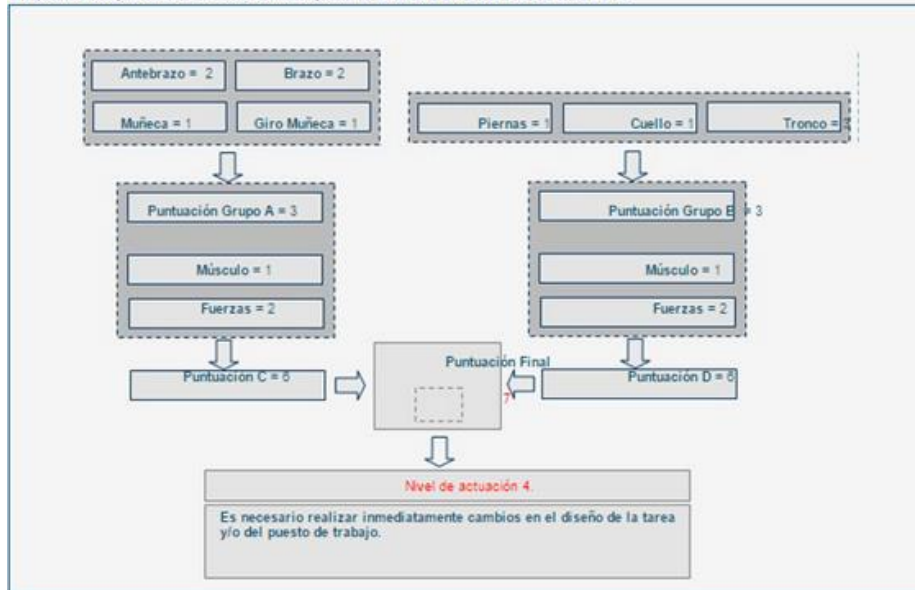 Antebrazo = 2
Brazo = 2
Muñeca = 1
Giro Muñeca = 1
Piernas = 1
Cuello = 1
Tronco = 3
Puntuación Grupo A = 3
Músculo = 1
Fuerzas = 2
Puntuación C = 6
Puntuación Grupo B = 3
Músculo = 1
Fuerzas = 2
Puntuación D = 6
Puntuación Final
7
Nivel de actuación 4.
Es necesario realizar inmediatamente cambios en el diseño de la tarea
y/o del puesto de trabajo.